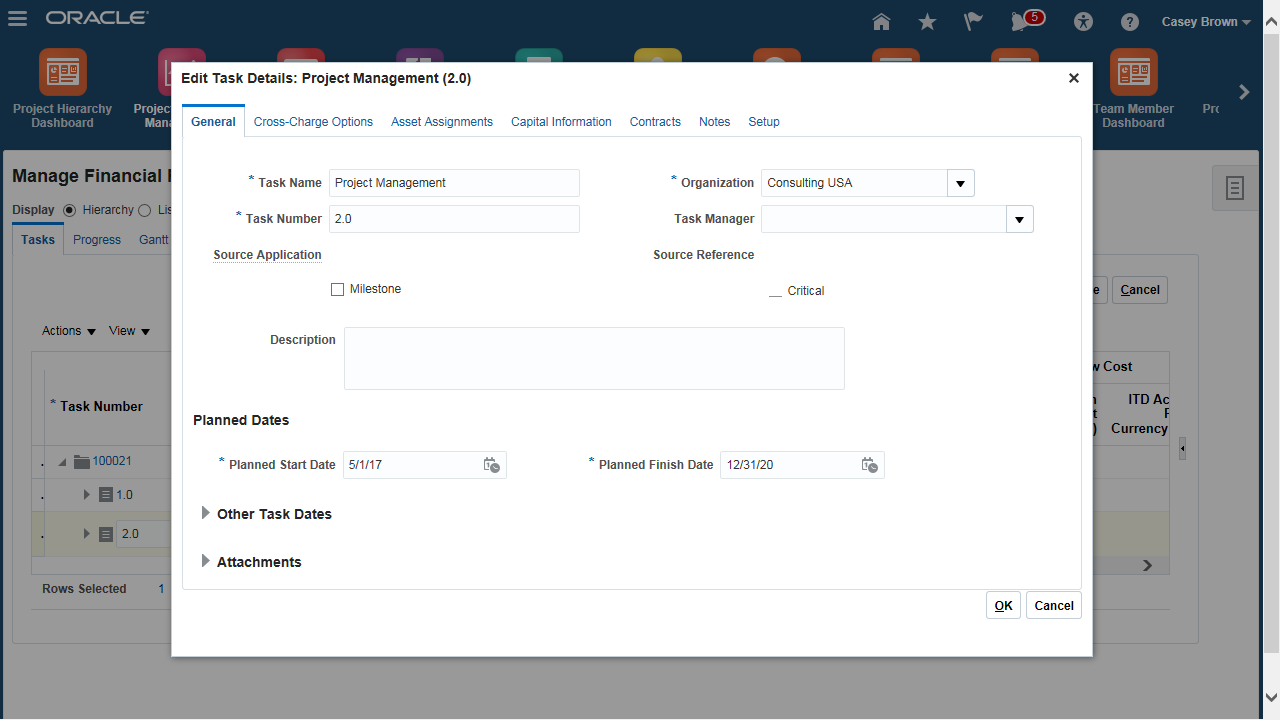 ORACLE
5
Casey Brown
Project Hierarchy
Dashboard
Projec
Mana
Team Member
Dashboard
Pro
Edit Task Details: Project Management (2.0)
General
Cross-Charge Options
Asset Assignments
Capital Information
Contracts
Notes
Setup
* Task Name
Project Management
* Organization
Consulting USA
* Task Number
2.0
Task Manager
Source Application
Source Reference
Milestone
Critical
Description
Planned Dates
* Planned Start Date
5/1/17
* Planned Finish Date
12/31/20
Other Task Dates
Attachments
OK
Cancel
Manage Financial
Display
Hierarchy
Lis
Tasks
Progress
Gantt
e
Cancel
Actions
View
w Cost
* Task Number
ITD Ac
Currency
100021
1.0
2.0
Rows Selected
1